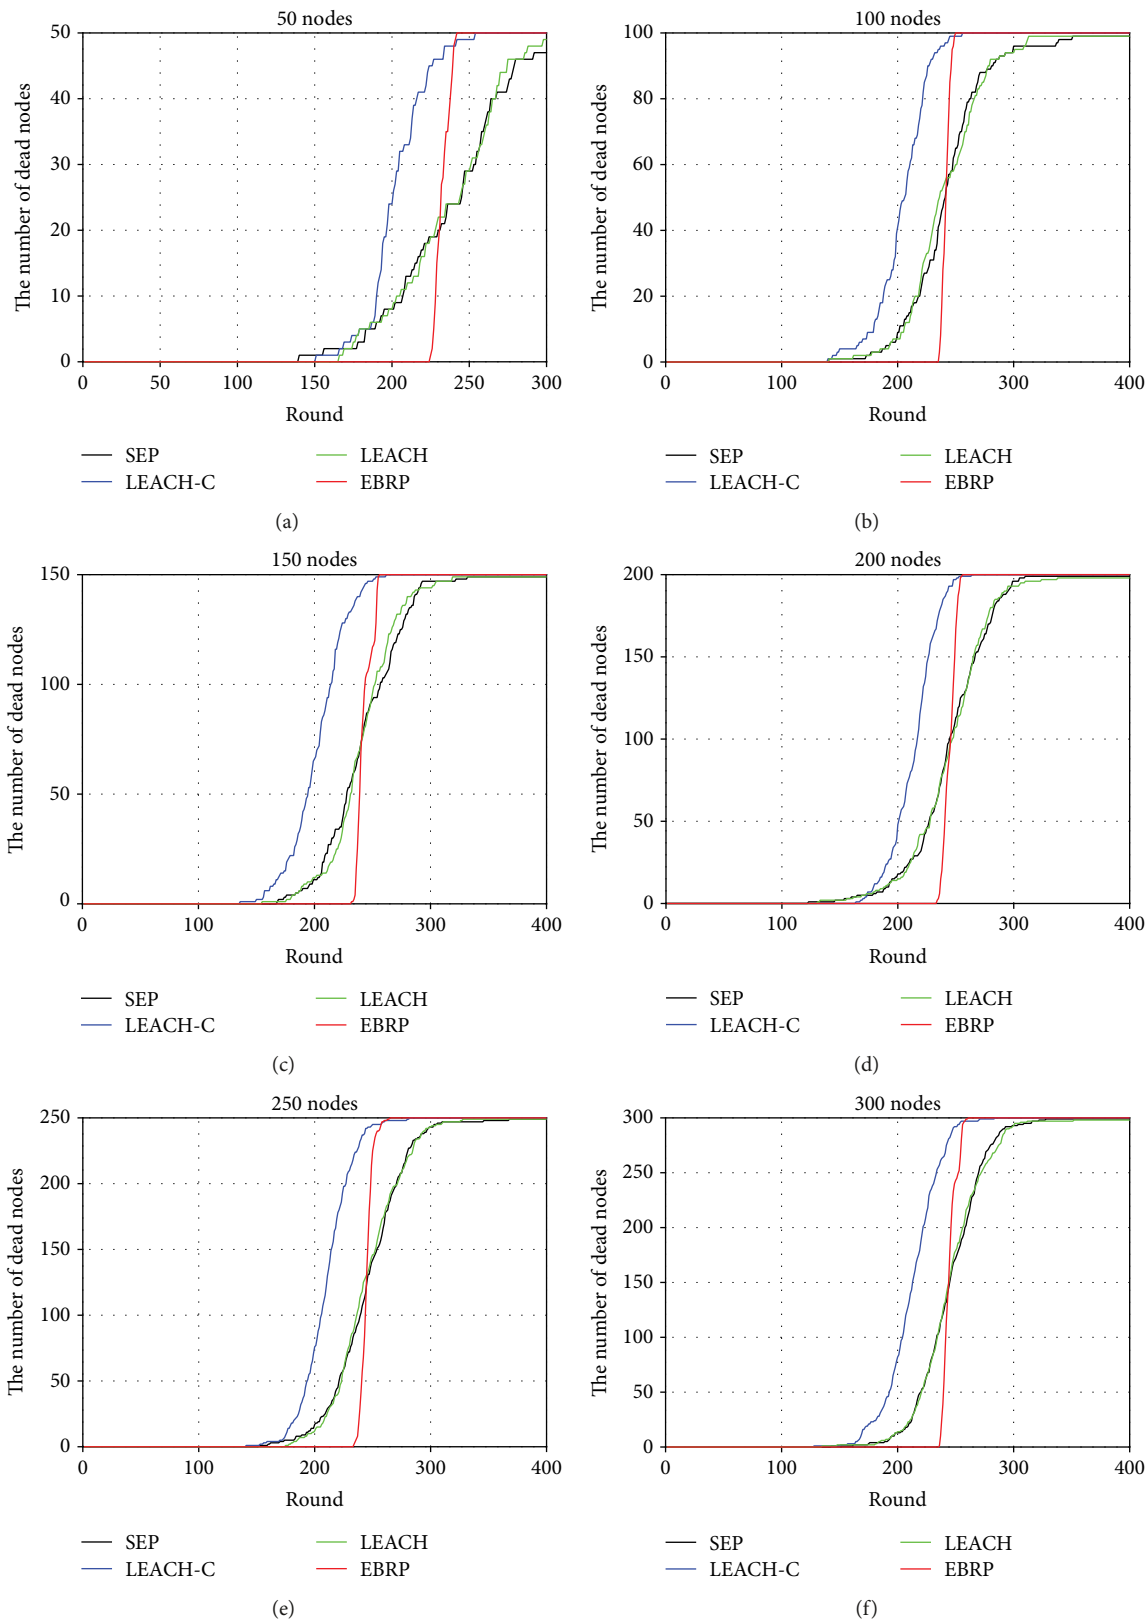 50 nodes
The number of dead nodes
50
40
30
20
10
0
0 50 100 150 200 250 300
Round
SEP LEACH
LEACH-C EBRP
(a)
100 nodes
The number of dead nodes
100
80
60
40
20
0
0 100 200 300 400
Round
SEP LEACH
LEACH-C EBRP
(b)
150 nodes
The number of dead nodes
150
100
50
0
0 100 200 300 400
Round
SEP LEACH
LEACH-C EBRP
(c)
200 nodes
The number of dead nodes
200
150
100
50
0
0 100 200 300 400
Round
SEP LEACH
LEACH-C EBRP
(d)
250 nodes
The number of dead nodes
250
200
150
100
50
0
0 100 200 300 400
Round
SEP LEACH
LEACH-C EBRP
(e)
300 nodes
The number of dead nodes
300
250
200
150
100
50
0
0 100 200 300 400
Round
SEP LEACH
LEACH-C EBRP
(f)